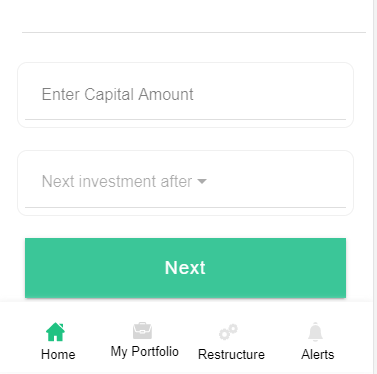 Enter Capital Amount
Next investment after
Next
Home
My Portfolio
Restructure
Alerts